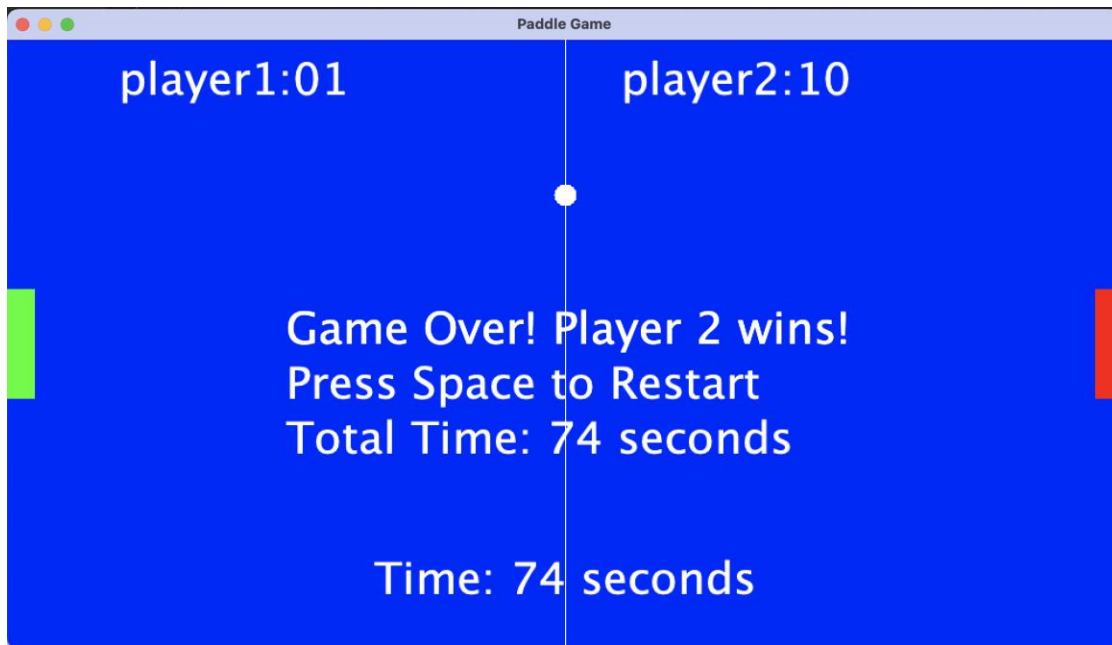 Paddle Game
player1:01 player2:10
Game Over! Player 2 wins!
Press Space to Restart
Total Time: 74 seconds
Time: 74 seconds